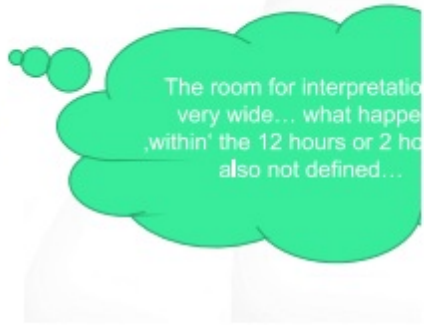 The room for interpretatio
very wide… what happe
‚within' the 12 hours or 2 ho
also not defined…